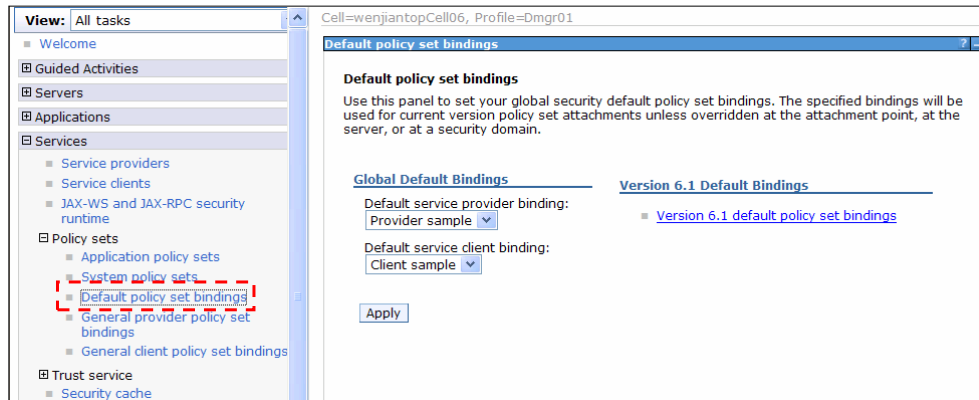 View: All tasks
Welcome
Guided Activities
Servers
Applications
Services
Service providers
Service clients
JAX-WS and JAX-RPC security
runtime
Policy sets
Application policy sets
System policy sets
Default policy set bindings
General provider policy set
bindings
General client policy set bindings
Trust service
Security cache
Cell=wenjiantopCell06, Profile=Dmgr01
Default policy set bindings
? -
Default policy set bindings
Use this panel to set your global security default policy set bindings. The specified bindings will be
used for current version policy set attachments unless overridden at the attachment point, at the
server, or at a security domain.
Global Default Bindings
Default service provider binding:
Provider sample
Default service client binding:
Client sample
Apply
Version 6.1 Default Bindings
Version 6.1 default policy set bindings